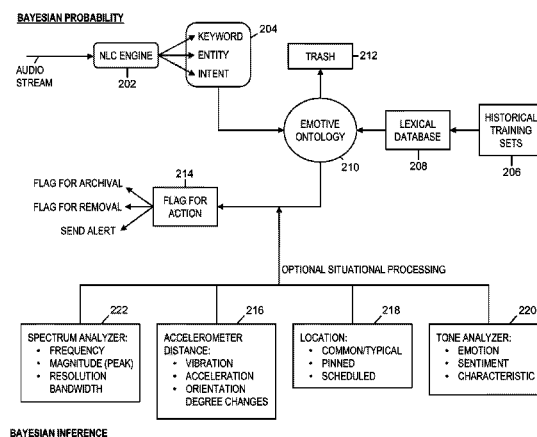 BAYESIAN PROBABILITY
AUDIO
STREAM
NLC ENGINE
202
204
KEYWORD
ENTITY
INTENT
TRASH
212
EMOTIVE
ONTOLOGY
210
LEXICAL
DATABASE
208
HISTORICAL
TRAINING
SETS
206
FLAG FOR ARCHIVAL
FLAG FOR REMOVAL
SEND ALERT
214
FLAG FOR
ACTION
OPTIONAL SITUATIONAL PROCESSING
222
SPECTRUM ANALYZER:
• FREQUENCY
• MAGNITUDE (PEAK)
• RESOLUTION
BANDWIDTH
216
ACCELEROMETER
DISTANCE:
• VIBRATION
• ACCELERATION
• ORIENTATION
DEGREE CHANGES
218
LOCATION:
• COMMON/TYPICAL
• PINNED
• SCHEDULED
220
TONE ANALYZER:
• EMOTION
• SENTIMENT
• CHARACTERISTIC
BAYESIAN INFERENCE